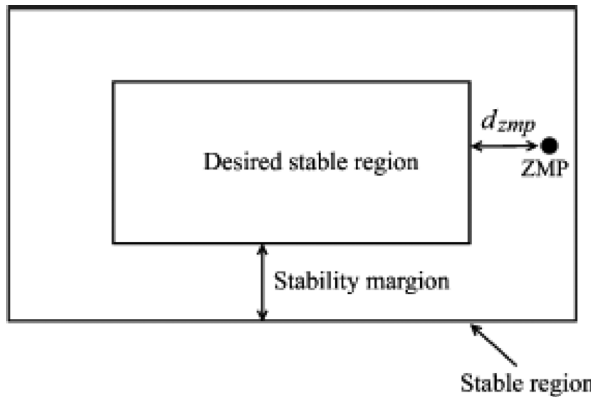 d_zmp
ZMP
Desired stable region
Stability margion
Stable region